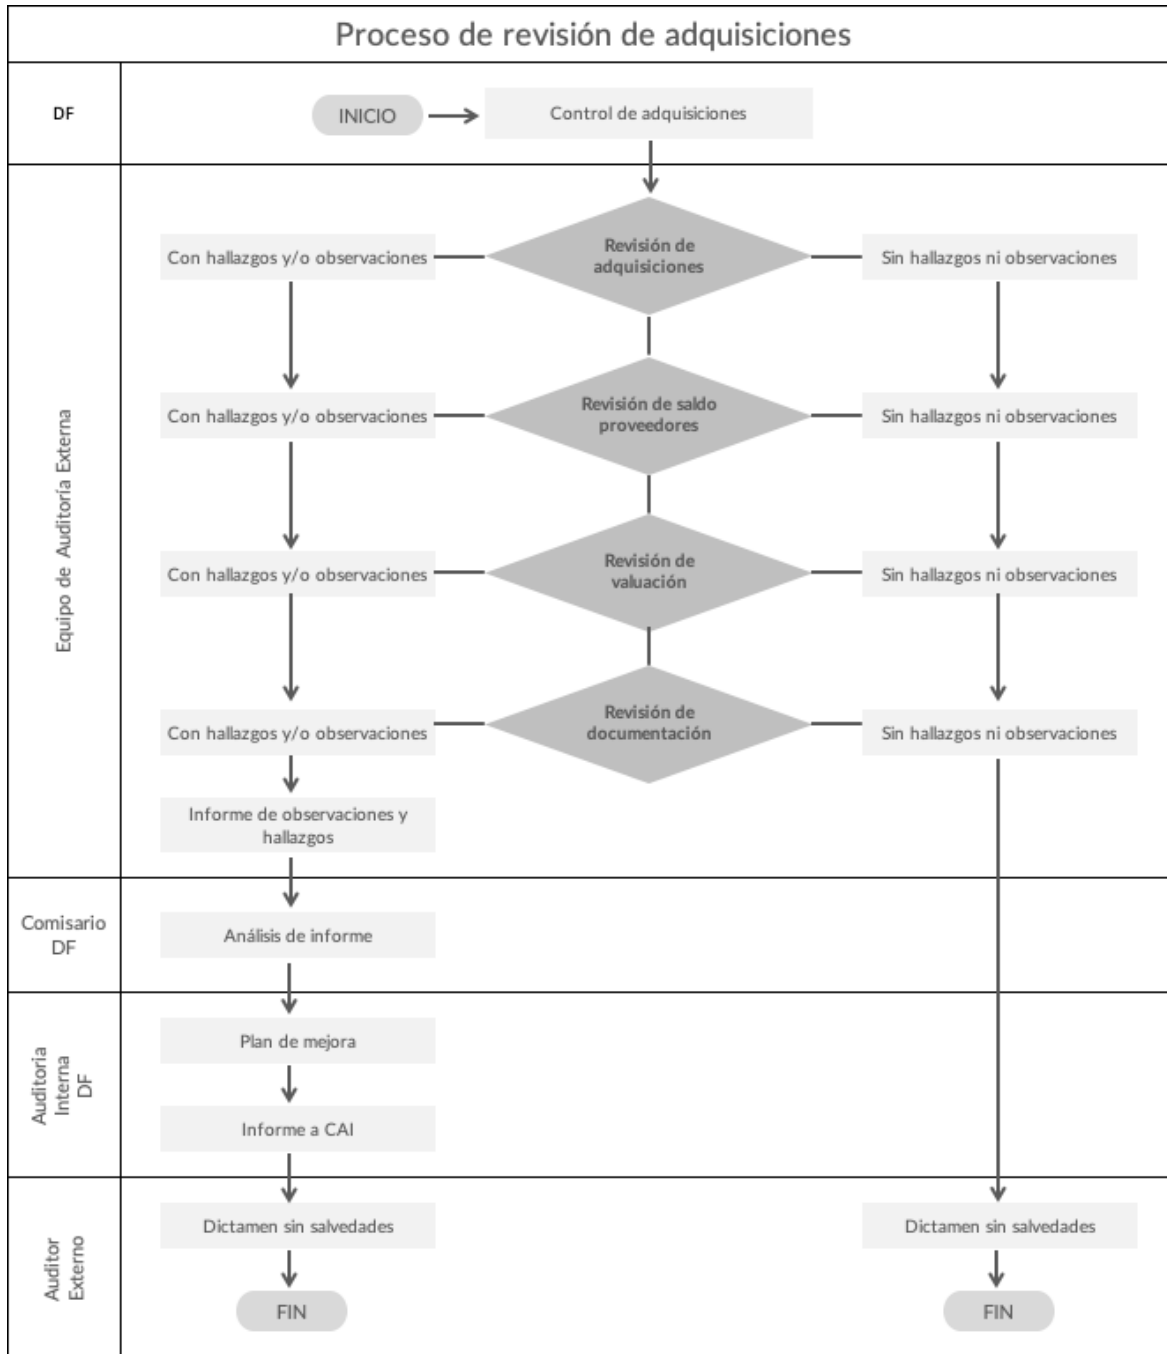 Proceso de revisión de adquisiciones
DF
INICIO
Control de adquisiciones
Equipo de Auditoría Externa
Revisión de
adquisiciones
Con hallazgos y/o observaciones
Sin hallazgos ni observaciones
Revisión de saldo
proveedores
Con hallazgos y/o observaciones
Sin hallazgos ni observaciones
Revisión de
valuación
Con hallazgos y/o observaciones
Sin hallazgos ni observaciones
Revisión de
documentación
Con hallazgos y/o observaciones
Sin hallazgos ni observaciones
Informe de observaciones y
hallazgos
Comisario
DF
Análisis de informe
Auditoria
Interna
DF
Plan de mejora
Informe a CAI
Auditor
Externo
Dictamen sin salvedades
Dictamen sin salvedades
FIN
FIN